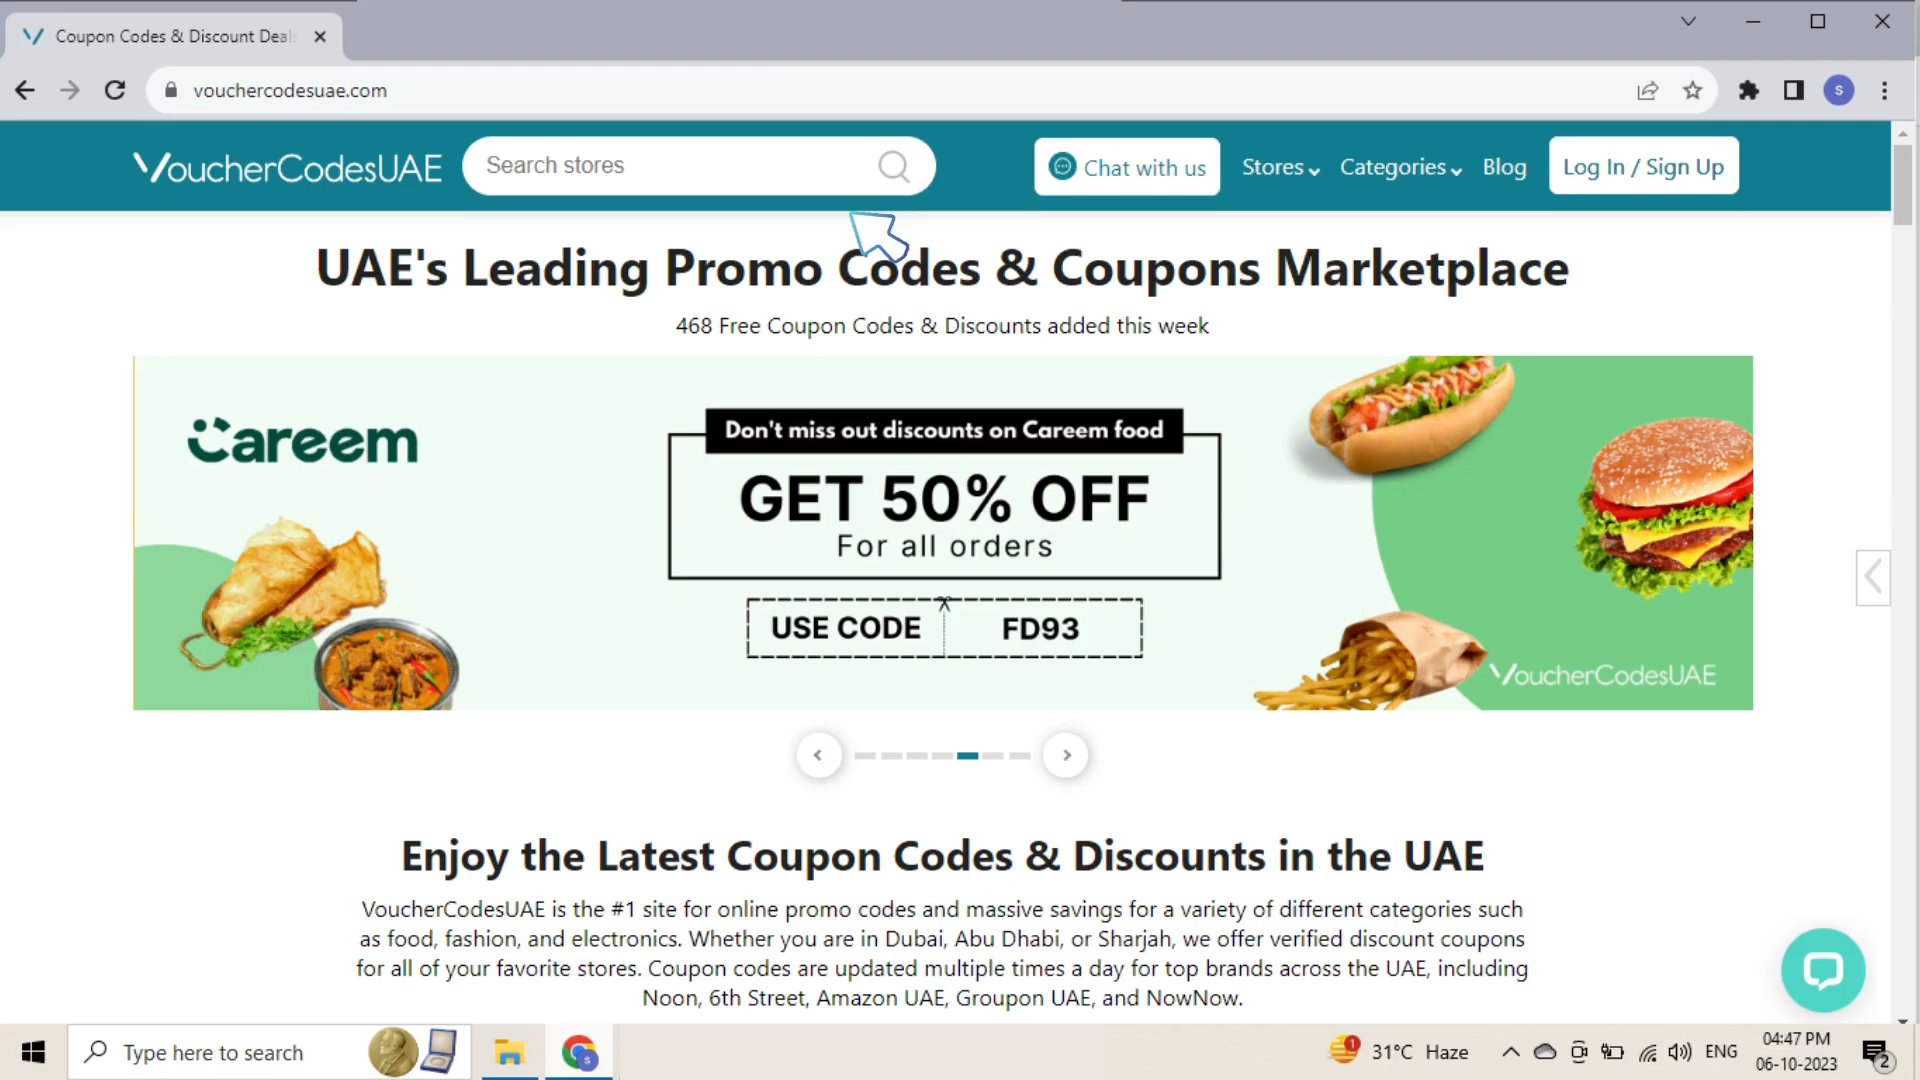 Coupon Codes & Discount Deal
vouchercodesuae.com
S
VoucherCodesUAE
Search stores
Chat with us
Stores
Categories
Blog
Log In / Sign Up
UAE's Leading Promo Codes & Coupons Marketplace
468 Free Coupon Codes & Discounts added this week
Careem
Don't miss out discounts on Careem food
GET 50% OFF
For all orders
USE CODE
FD93
VoucherCodesUAE
Enjoy the Latest Coupon Codes & Discounts in the UAE
VoucherCodesUAE is the #1 site for online promo codes and massive savings for a variety of different categories such
as food, fashion, and electronics. Whether you are in Dubai, Abu Dhabi, or Sharjah, we offer verified discount coupons
for all of your favorite stores. Coupon codes are updated multiple times a day for top brands across the UAE, including
Noon, 6th Street, Amazon UAE, Groupon UAE, and NowNow.
Type here to search
S
1
31°C Haze
ENG
04:47 PM
06-10-2023
2